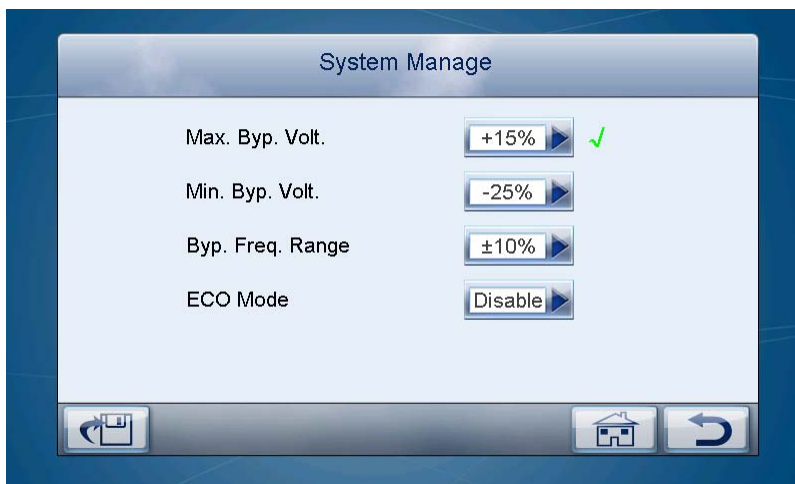 System Manage
Max. Byp. Volt. +15% √
Min. Byp. Volt. -25%
Byp. Freq. Range ±10%
ECO Mode Disable